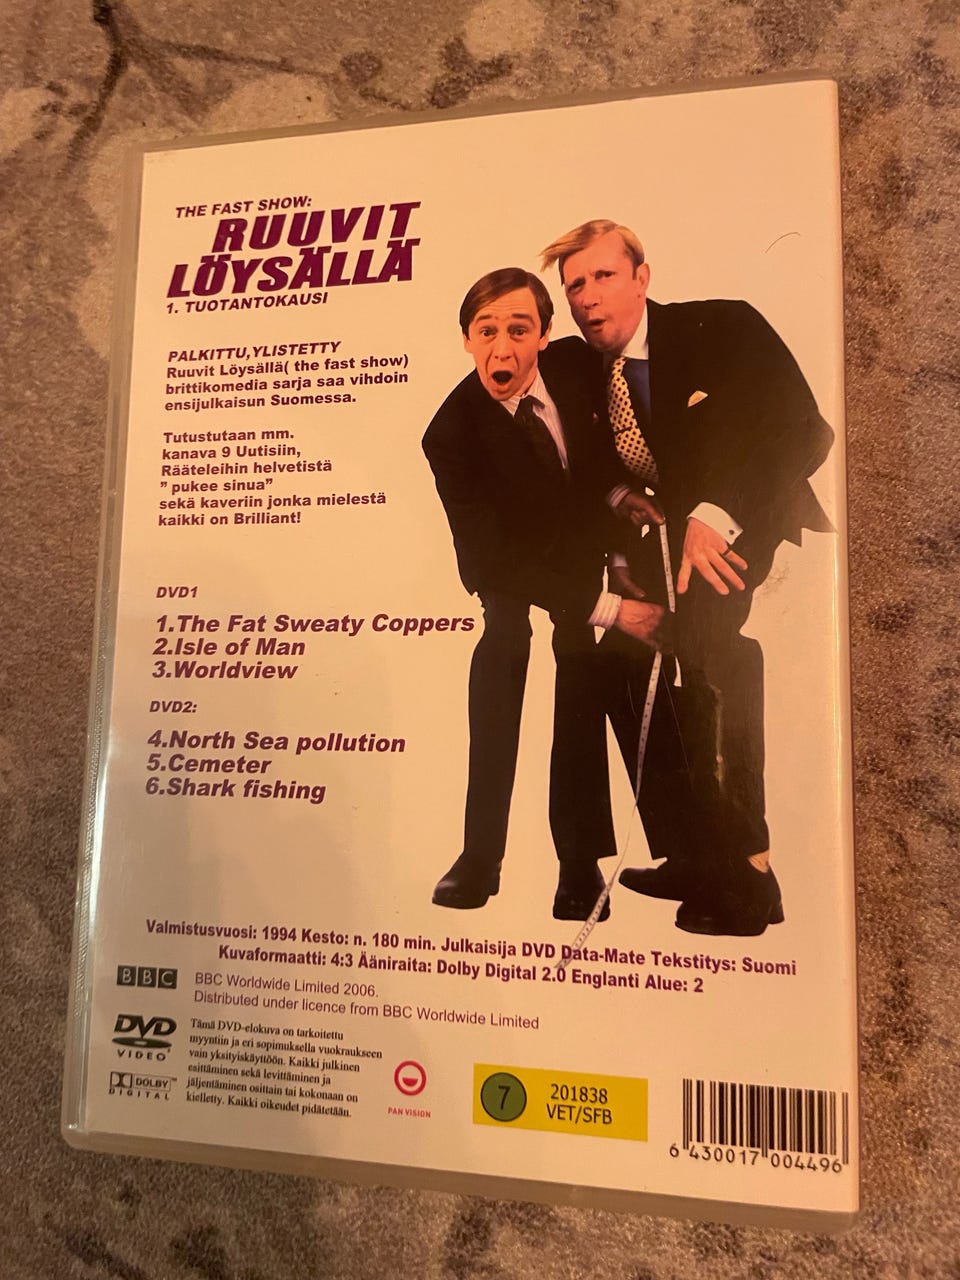 THE FAST SHOW:
RUUVIT
LÖYSÄLLÄ
1. TUOTANTOKAUSI
PALKITTU,YLISTETTY
Ruuvit Löysällä( the fast show)
brittikomedia sarja saa vihdoin
ensijulkaisun Suomessa.
Tutustutaan mm.
kanava 9 Uutisiin,
Rääteleihin helvetistä
” pukee sinua”
sekä kaveriin jonka mielestä
kaikki on Brilliant!
DVD1
1.The Fat Sweaty Coppers
2.Isle of Man
3.Worldview
DVD2:
4.North Sea pollution
5.Cemeter
6.Shark fishing
Valmistusvuosi: 1994 Kesto: n. 180 min. Julkaisija DVD Data-Mate Tekstitys: Suomi
Kuvaformaatti: 4:3 Ääniraita: Dolby Digital 2.0 Englanti Alue: 2
BBC
BBC Worldwide Limited 2006.
Distributed under licence from BBC Worldwide Limited
DVD
VIDEO
DOLBY
DIGITAL
Tämä DVD-elokuva on tarkoitettu
myyntiin ja eri sopimuksella vuokraukseen
vain yksityiskäyttöön. Kaikki julkinen
esittäminen sekä levittäminen ja
jäljentäminen osittain tai kokonaan on
kielletty. Kaikki oikeudet pidätetään.
PAN VISION
7
201838
VET/SFB
6 430017 004496